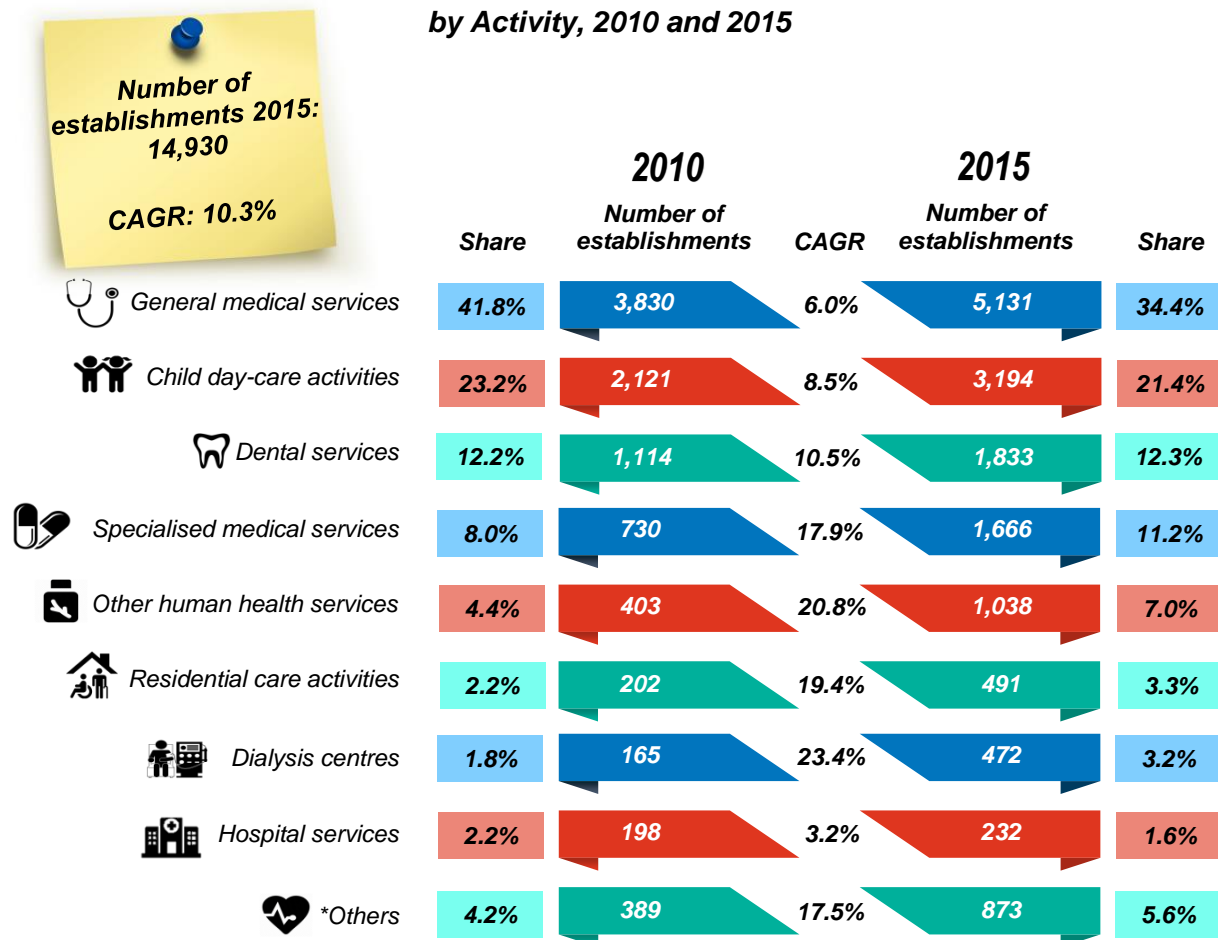 by Activity, 2010 and 2015
Number of
establishments 2015:
14,930
CAGR: 10.3%
2010
2015
Share
Number of
establishments
CAGR
Number of
establishments
Share
General medical services 41.8% 3,830 6.0% 5,131 34.4%
Child day-care activities 23.2% 2,121 8.5% 3,194 21.4%
Dental services 12.2% 1,114 10.5% 1,833 12.3%
Specialised medical services 8.0% 730 17.9% 1,666 11.2%
Other human health services 4.4% 403 20.8% 1,038 7.0%
Residential care activities 2.2% 202 19.4% 491 3.3%
Dialysis centres 1.8% 165 23.4% 472 3.2%
Hospital services 2.2% 198 3.2% 232 1.6%
*Others 4.2% 389 17.5% 873 5.6%